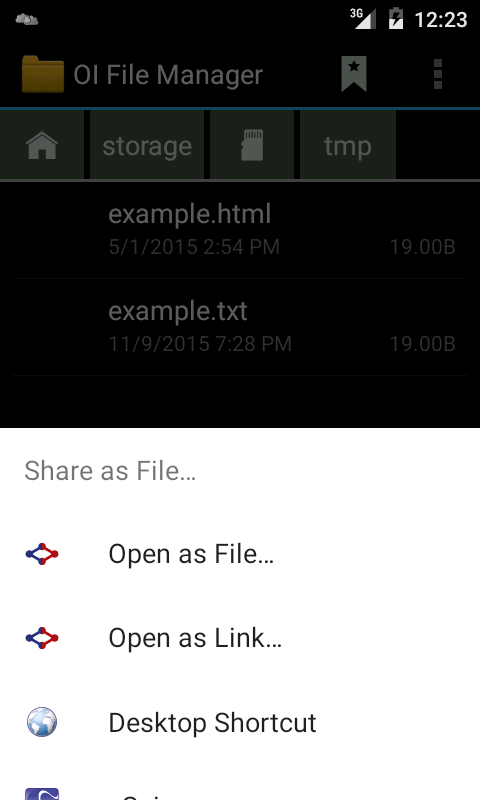 3G 12:23
OI File Manager
storage tmp
example.html
5/1/2015 2:54 PM 19.00B
example.txt
11/9/2015 7:28 PM 19.00B
Share as File…
Open as File…
Open as Link…
Desktop Shortcut